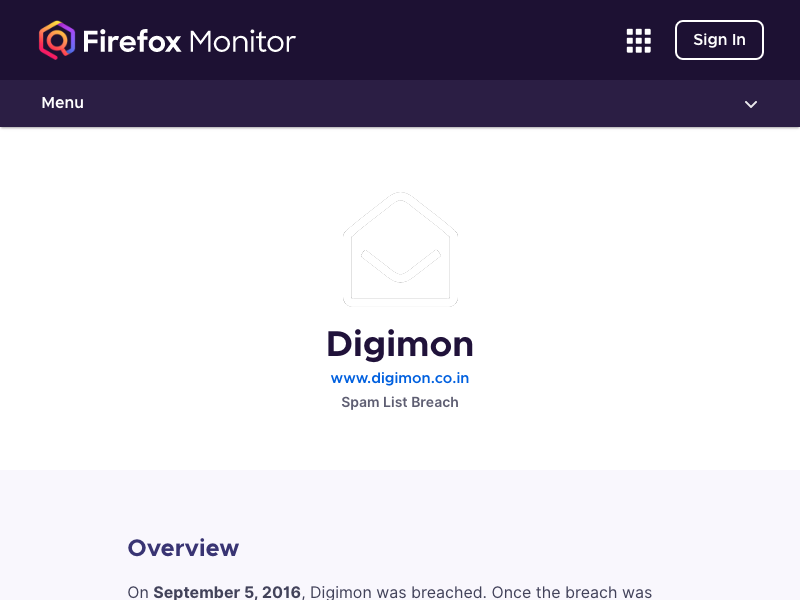 Firefox Monitor
Sign In
Menu
Digimon
www.digimon.co.in
Spam List Breach
Overview
On September 5, 2016, Digimon was breached. Once the breach was